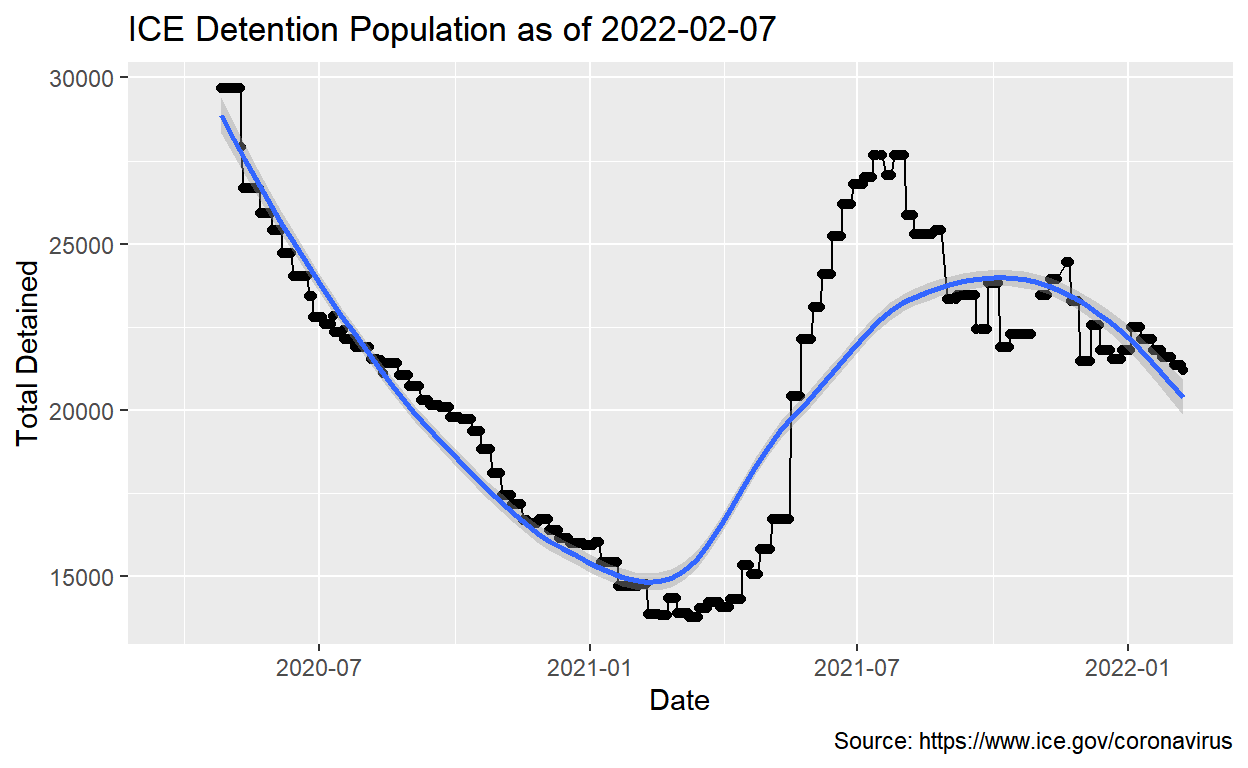 ICE Detention Population as of 2022-02-07
30000
25000
20000
15000
Total Detained
2020-07
2021-01
2021-07
2022-01
Date
Source: https://www.ice.gov/coronavirus